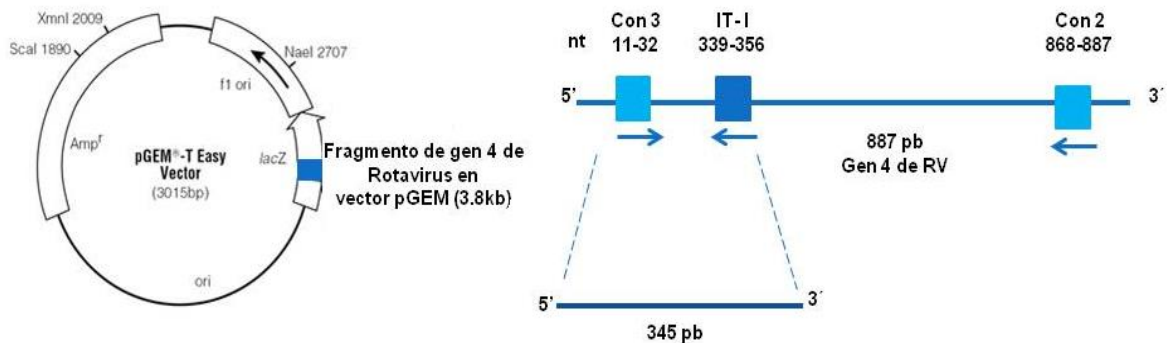 XmnI 2009
ScaI 1890
NaeI 2707
f1 ori
Ampr
pGEM®-T Easy
Vector
(3015bp)
lacZ
ori
Fragmento de gen 4 de
Rotavirus en
vector pGEM (3.8kb)
Con 3
IT- I
Con 2
nt
11-32
339-356
868-887
5’
3´
887 pb
Gen 4 de RV
5’
3´
345 pb